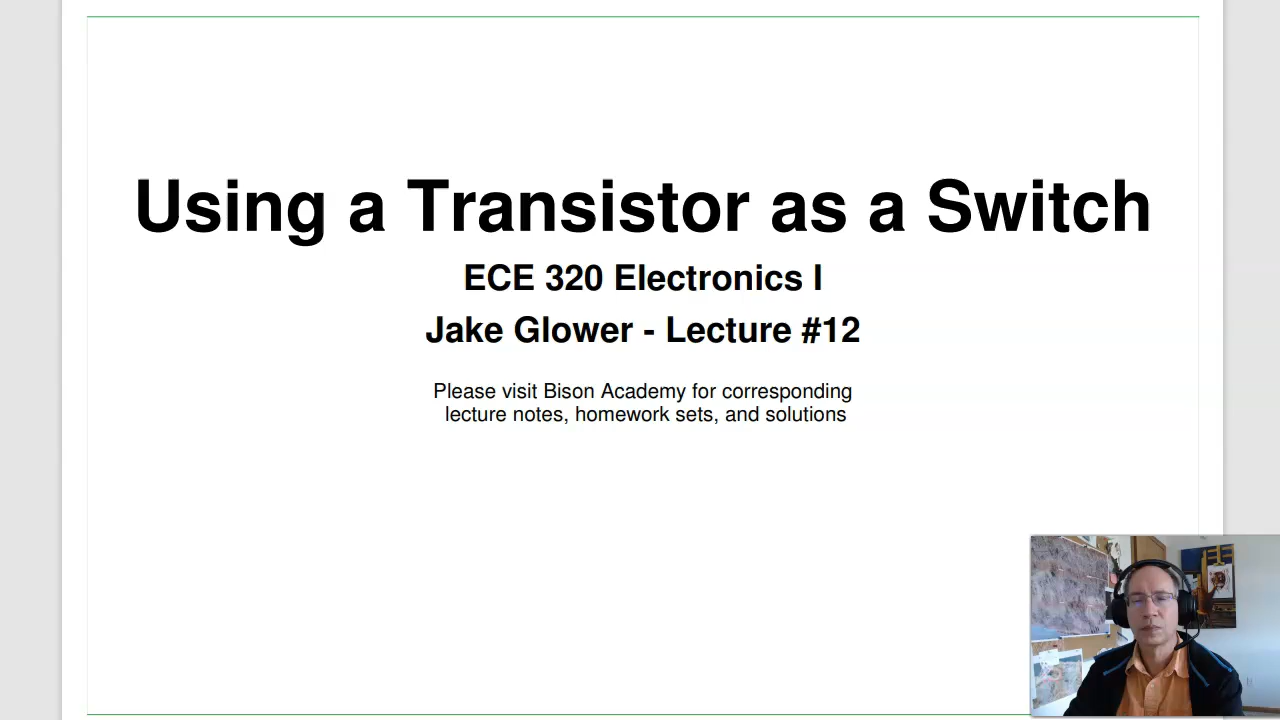 Using a Transistor as a Switch
ECE 320 Electronics I
Jake Glower - Lecture #12
Please visit Bison Academy for corresponding
lecture notes, homework sets, and solutions